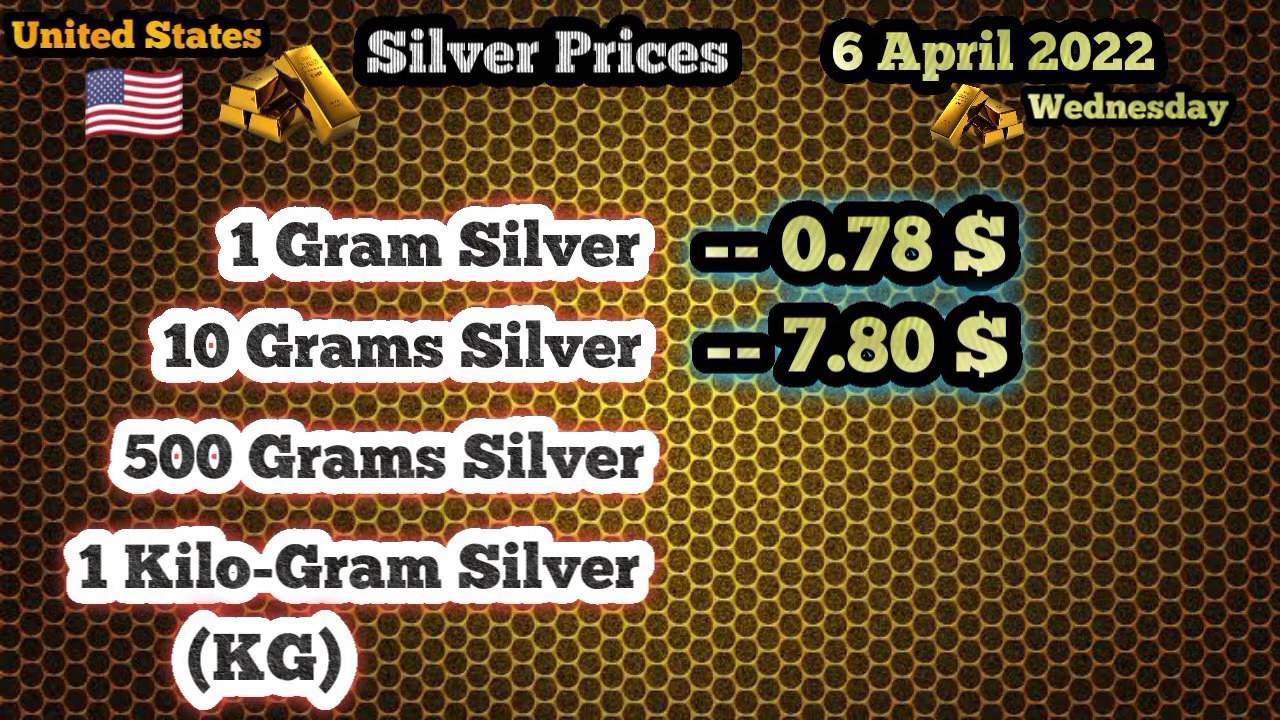 United States
Silver Prices
6 April 2022
Wednesday
1 Gram Silver -- 0.78 $
10 Grams Silver -- 7.80 $
500 Grams Silver
1 Kilo-Gram Silver
(KG)